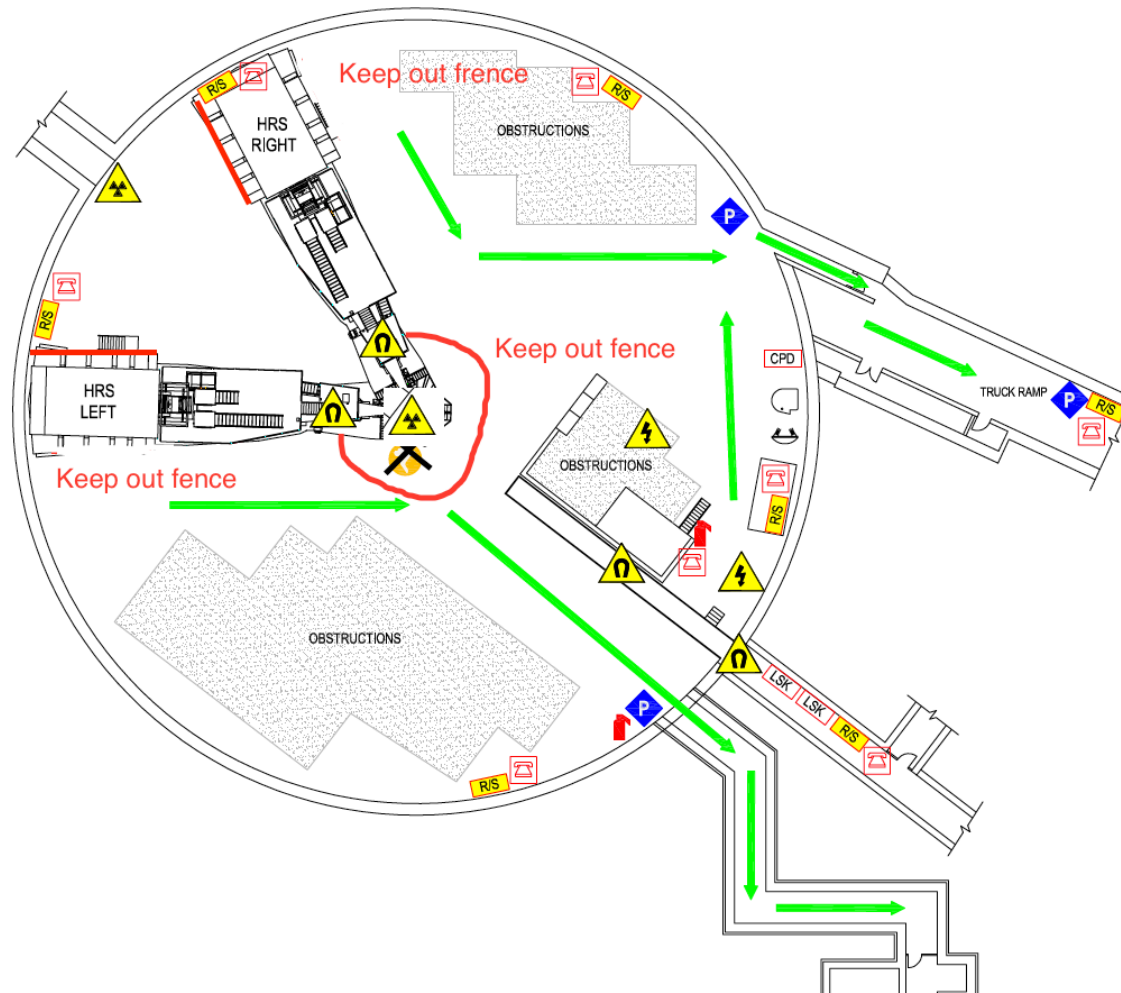 Keep out frence
R/S
R/S
HRS
RIGHT
OBSTRUCTIONS
P
R/S
Keep out fence
CPD
HRS
LEFT
TRUCK RAMP
P
R/S
OBSTRUCTIONS
Keep out fence
R/S
OBSTRUCTIONS
LSK
LSK
R/S
P
R/S